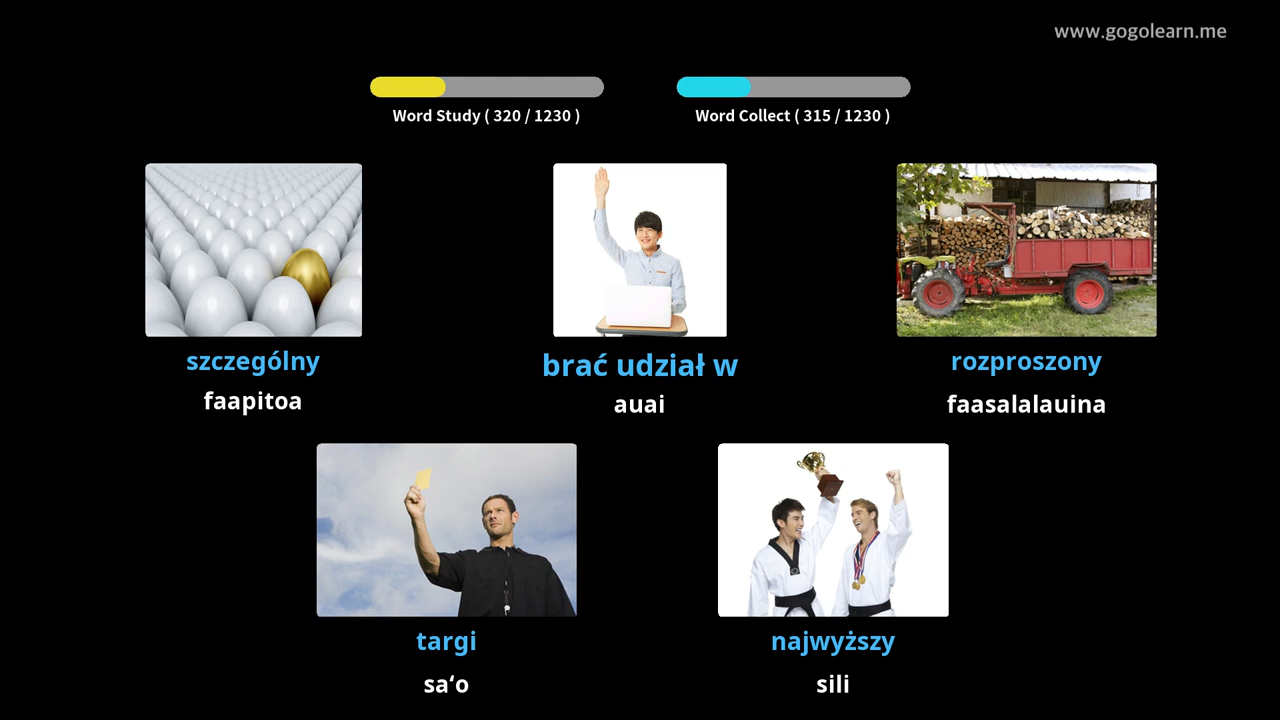 www.gogolearn.me
Word Study ( 320 / 1230 )
Word Collect ( 315 / 1230 )
szczególny
faapitoa
brać udział w
auai
rozproszony
faasalalauina
targi
sa‘o
najwyższy
sili